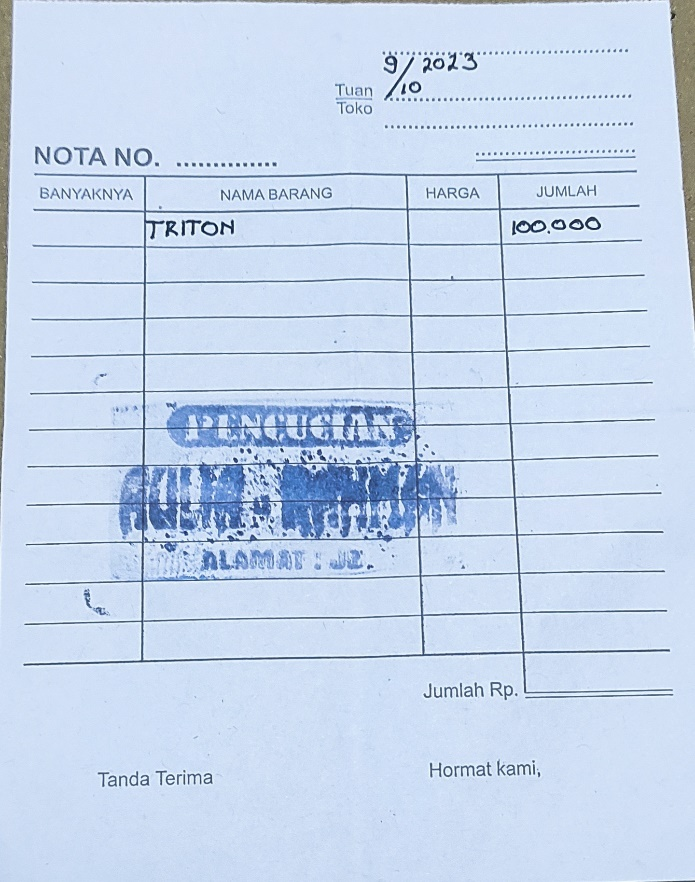 9/10 2023
Tuan
Toko
NOTA NO. ..............
BANYAKNYA NAMA BARANG HARGA JUMLAH
TRITON 100.000
PENCUCIAN
ALAMAT : JL.
Jumlah Rp.
Tanda Terima Hormat kami,